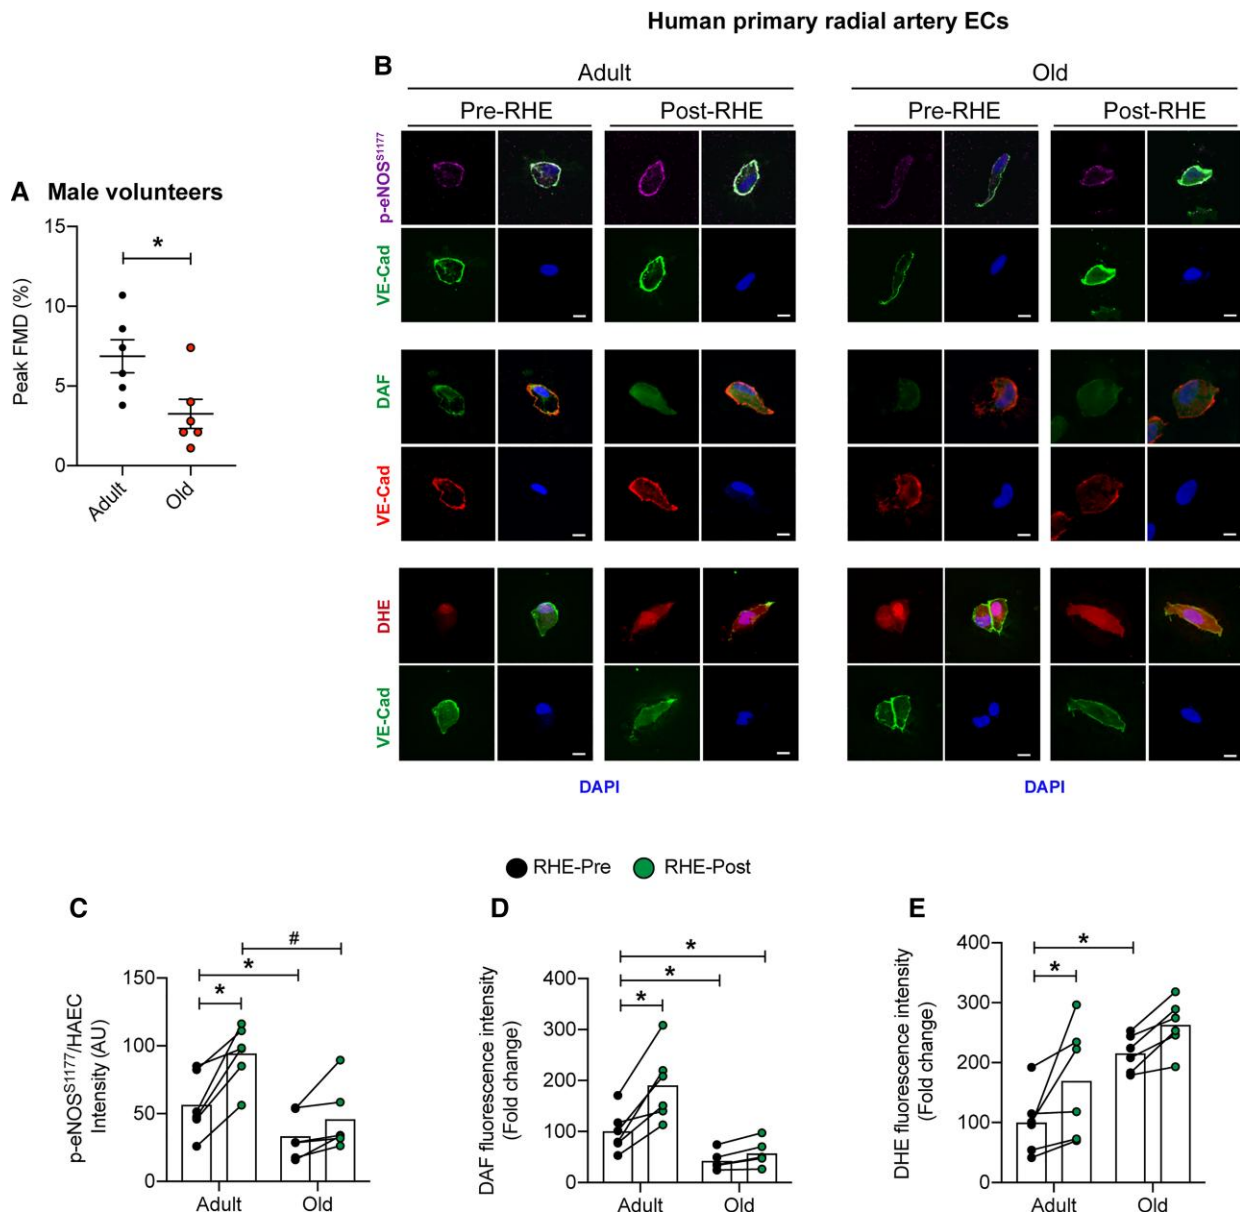 Human primary radial artery ECs
B
Adult
Old
Pre-RHE
Post-RHE
Pre-RHE
Post-RHE
p-eNOS^S1177
VE-Cad
DAF
VE-Cad
DHE
VE-Cad
DAPI
DAPI
A Male volunteers
15
10
5
0
Peak FMD (%)
*
Adult
Old
RHE-Pre
RHE-Post
C
p-eNOS^S1177/HAEC
Intensity (AU)
150
100
50
0
#
*
*
Adult
Old
D
DAF fluorescence intensity
(Fold change)
400
300
200
100
0
*
*
*
Adult
Old
E
DHE fluorescence intensity
(Fold change)
400
300
200
100
0
*
*
Adult
Old